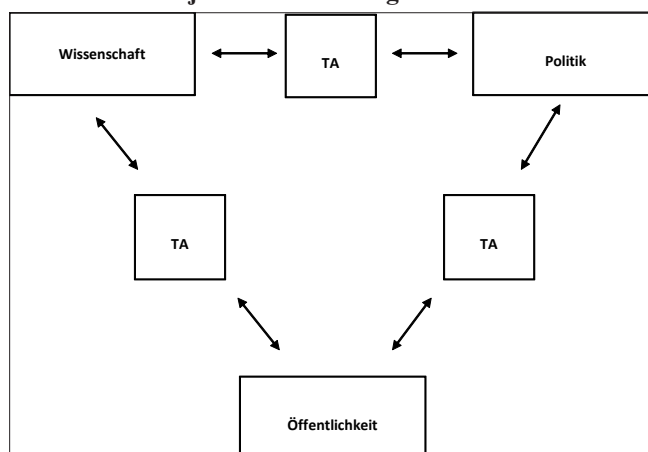 Wissenschaft
TA
Politik
TA
TA
Öffentlichkeit